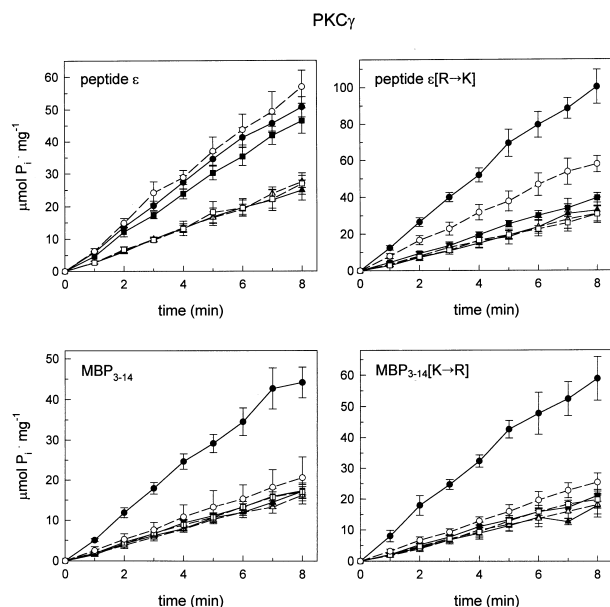 PKCγ
peptide ε
μmol Pi · mg⁻¹
60
50
40
30
20
10
0
0 2 4 6 8
time (min)
peptide ε[R→K]
100
80
60
40
20
0
0 2 4 6 8
time (min)
MBP₃₋₁₄
μmol Pi · mg⁻¹
50
40
30
20
10
0
0 2 4 6 8
time (min)
MBP₃₋₁₄[K→R]
60
50
40
30
20
10
0
0 2 4 6 8
time (min)